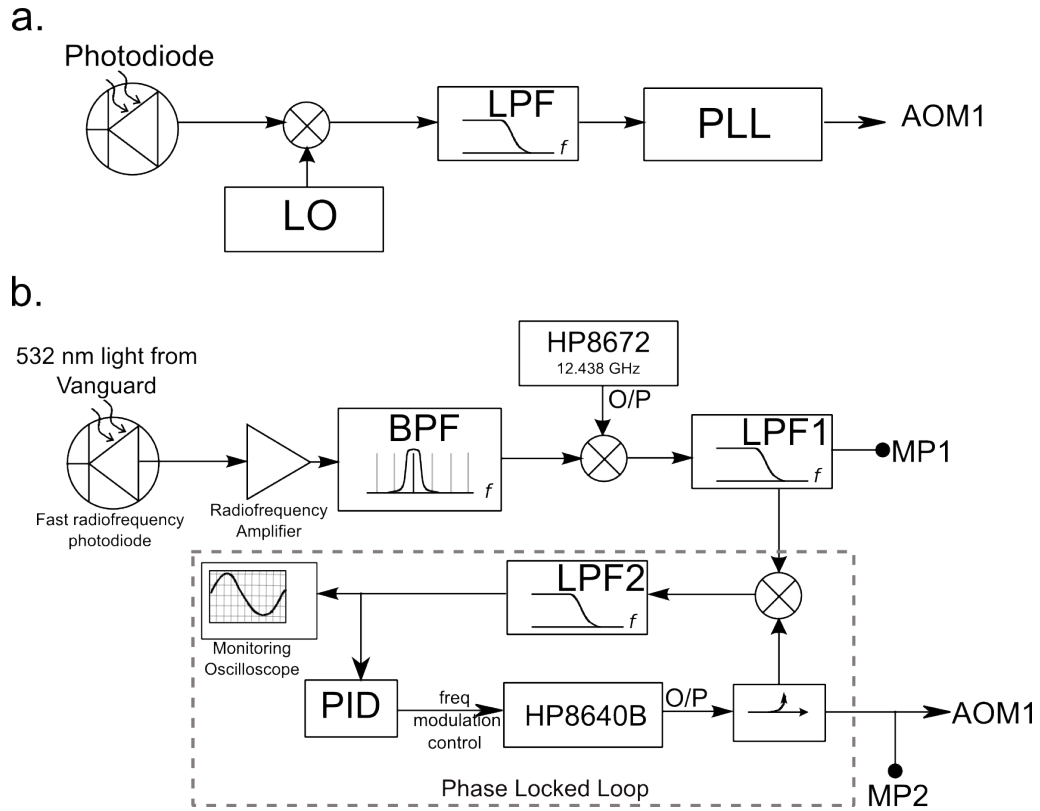 a.
Photodiode
LPF
f
PLL
AOM1
LO
b.
532 nm light from
Vanguard
HP8672
12.438 GHz
O/P
BPF
f
LPF1
f
MP1
Fast radiofrequency
photodiode
Radiofrequency
Amplifier
LPF2
f
Monitoring
Oscilloscope
PID
freq
modulation
control
HP8640B
O/P
AOM1
Phase Locked Loop
MP2